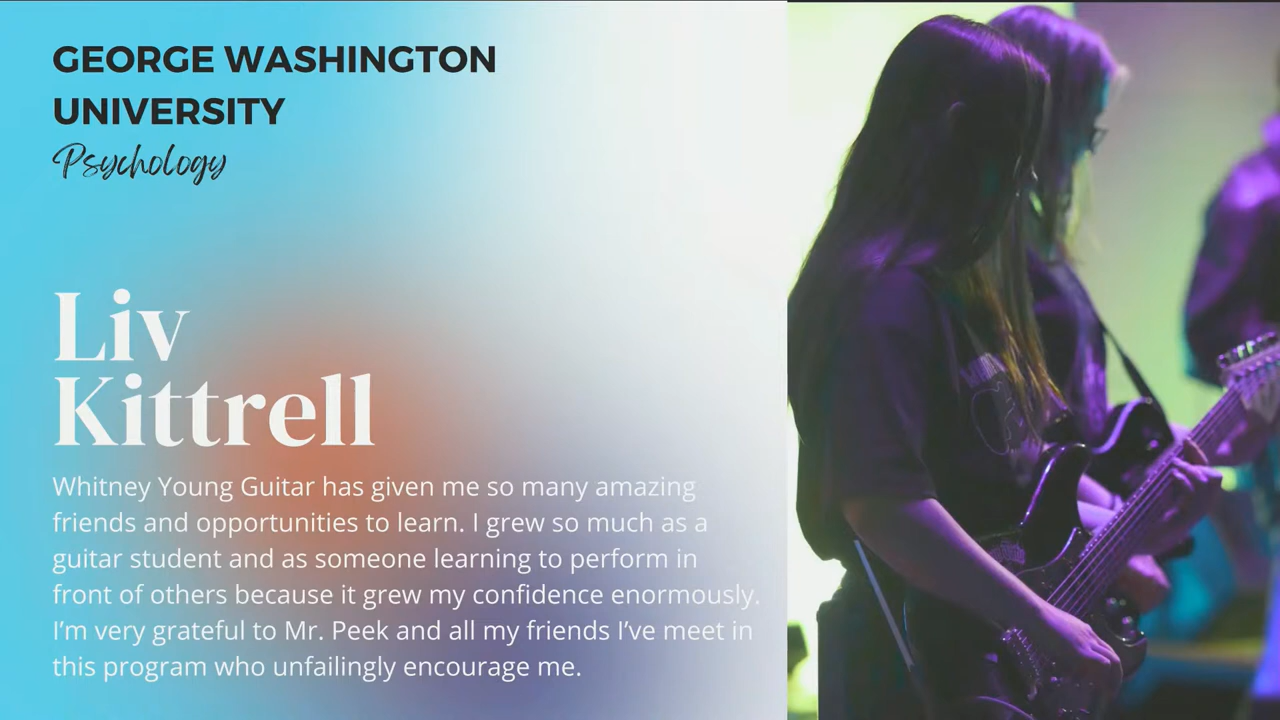 GEORGE WASHINGTON
UNIVERSITY
Psychology
Liv
Kittrell
Whitney Young Guitar has given me so many amazing
friends and opportunities to learn. I grew so much as a
guitar student and as someone learning to perform in
front of others because it grew my confidence enormously.
I'm very grateful to Mr. Peek and all my friends I've meet in
this program who unfailingly encourage me.